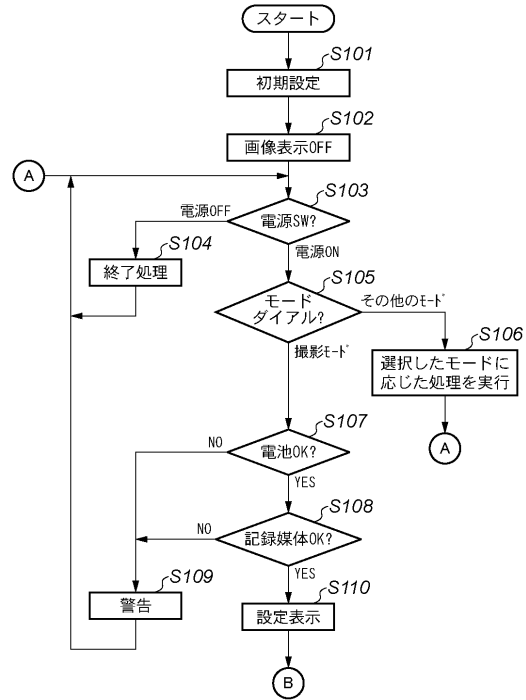 スタート
S101
初期設定
S102
画像表示OFF
A
S103
電源SW?
電源OFF
電源ON
S104
終了処理
S105
モード
ダイアル?
その他のﾓｰﾄﾞ
撮影ﾓｰﾄﾞ
S106
選択したモードに
応じた処理を実行
A
S107
電池OK?
NO
YES
S108
記録媒体OK?
NO
YES
S109
警告
S110
設定表示
B